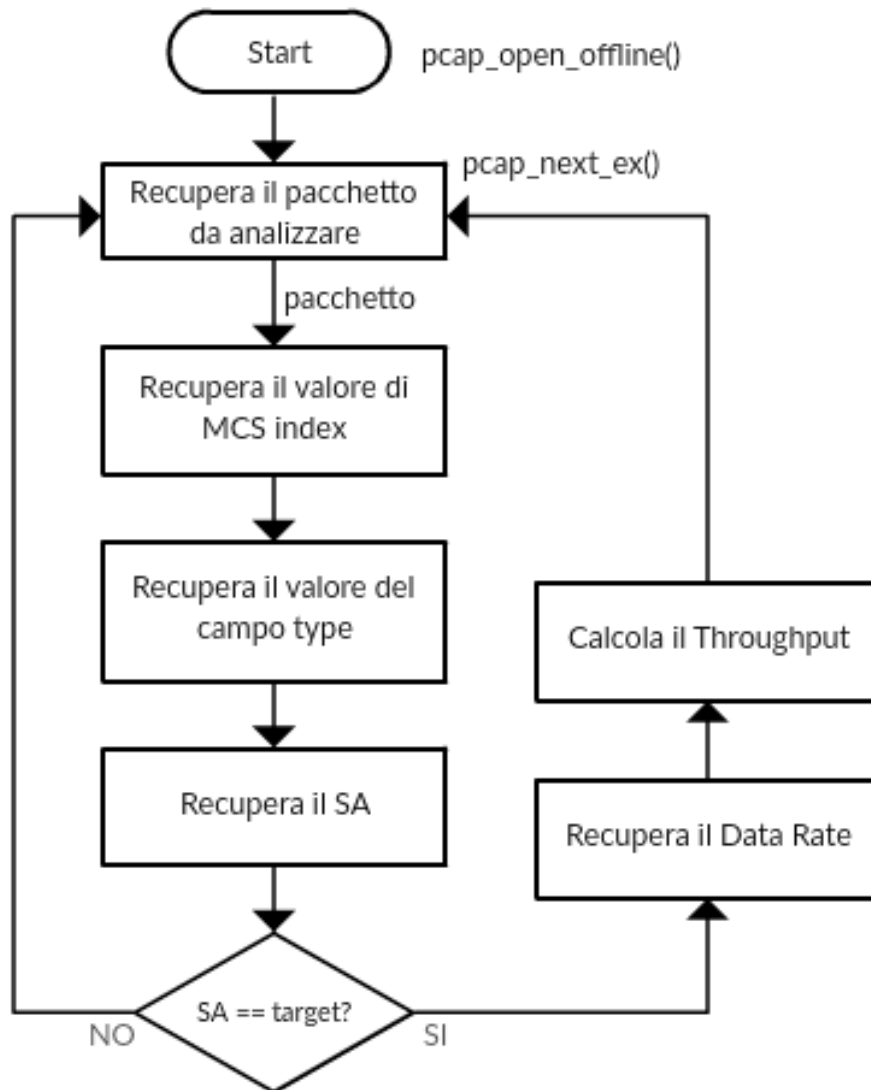 Start
pcap_open_offline()
pcap_next_ex()
Recupera il pacchetto
da analizzare
pacchetto
Recupera il valore di
MCS index
Recupera il valore del
campo type
Calcola il Throughput
Recupera il SA
Recupera il Data Rate
SA == target?
NO
SI